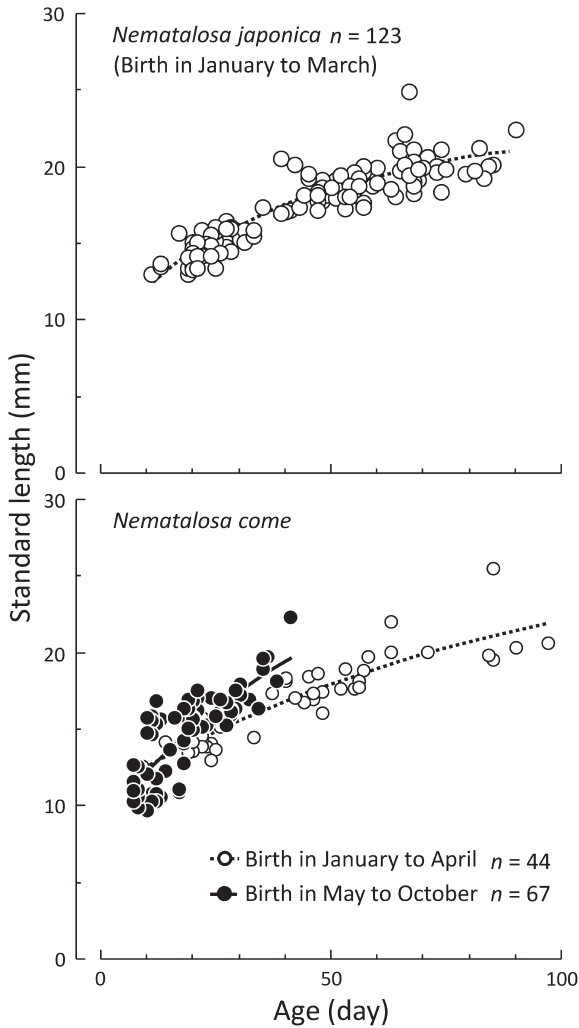 30
Nematalosa japonica n = 123
(Birth in January to March)
20
10
0
Standard length (mm)
30
Nematalosa come
20
10
Birth in January to April n = 44
Birth in May to October n = 67
0
0 50 100
Age (day)